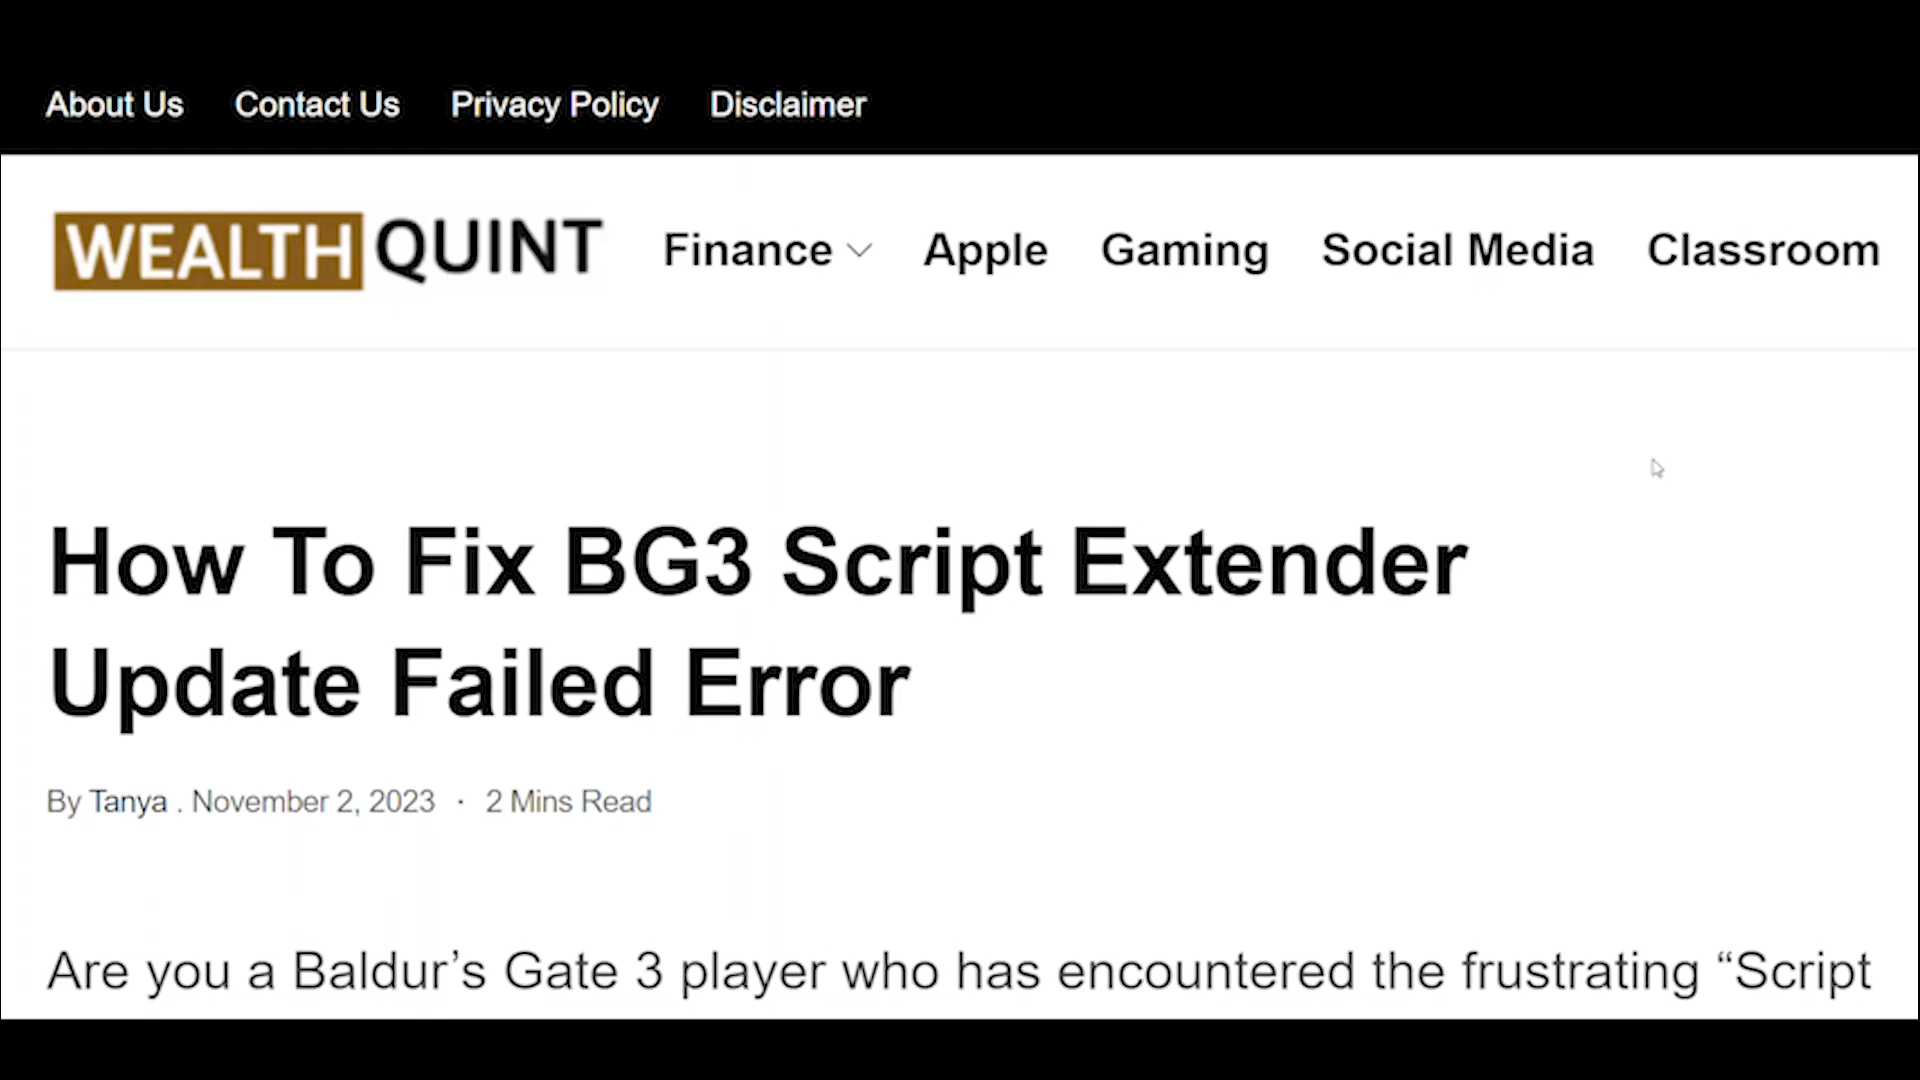 About Us Contact Us Privacy Policy Disclaimer
WEALTH QUINT Finance Apple Gaming Social Media Classroom
How To Fix BG3 Script Extender
Update Failed Error
By Tanya . November 2, 2023 · 2 Mins Read
Are you a Baldur’s Gate 3 player who has encountered the frustrating “Script